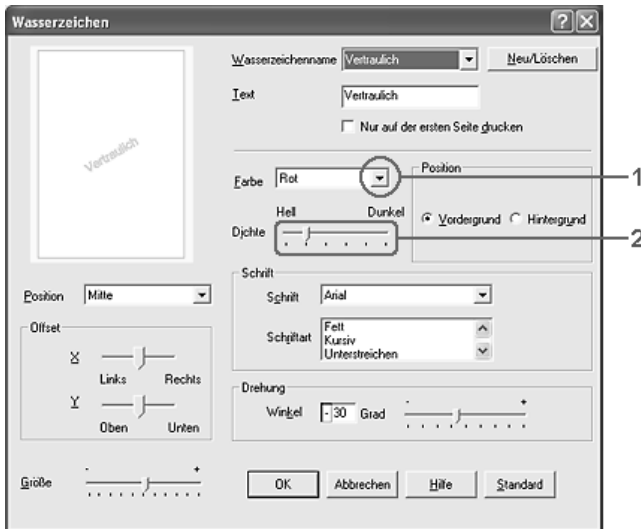 Wasserzeichen
Wasserzeichenname Vertraulich Neu/Löschen
Text Vertraulich
Nur auf der ersten Seite drucken
Vertraulich
Farbe Rot 1
Position
Hell Dunkel
Vordergrund Hintergrund
Dichte 2
Schrift
Position Mitte
Schrift Arial
Offset
Schriftart Fett
Kursiv
Unterstreichen
X
Links Rechts
Y
Oben Unten
Drehung
- +
Winkel -30 Grad
Größe - +
OK Abbrechen Hilfe Standard